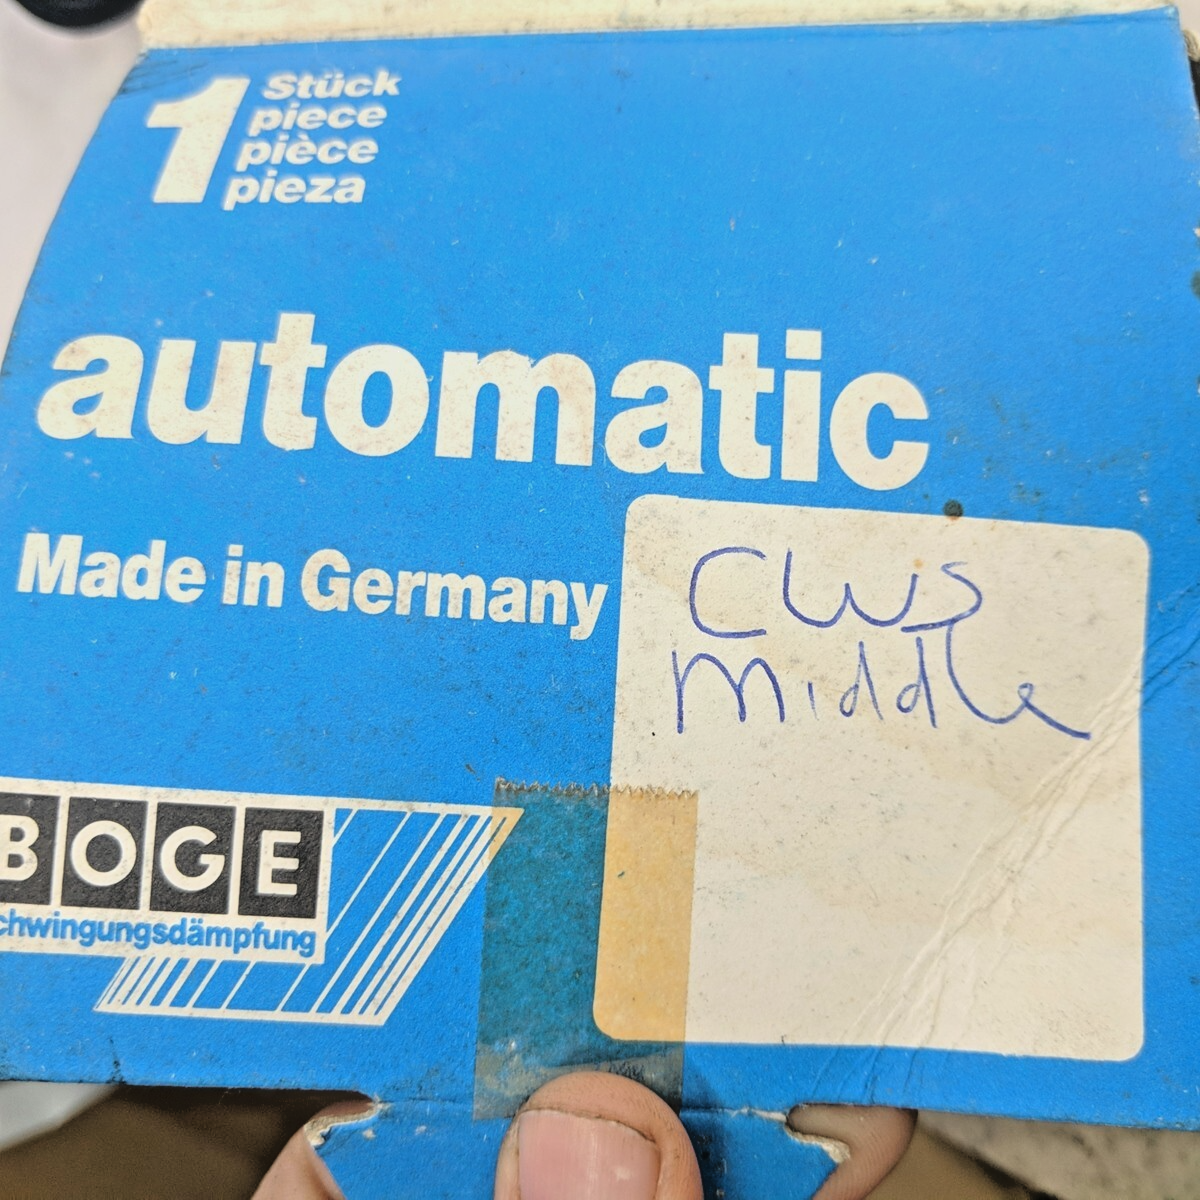 1 Stück
piece
pièce
pieza
automatic
Made in Germany
CWS
Middle
BOGE
chwingungsdämpfung